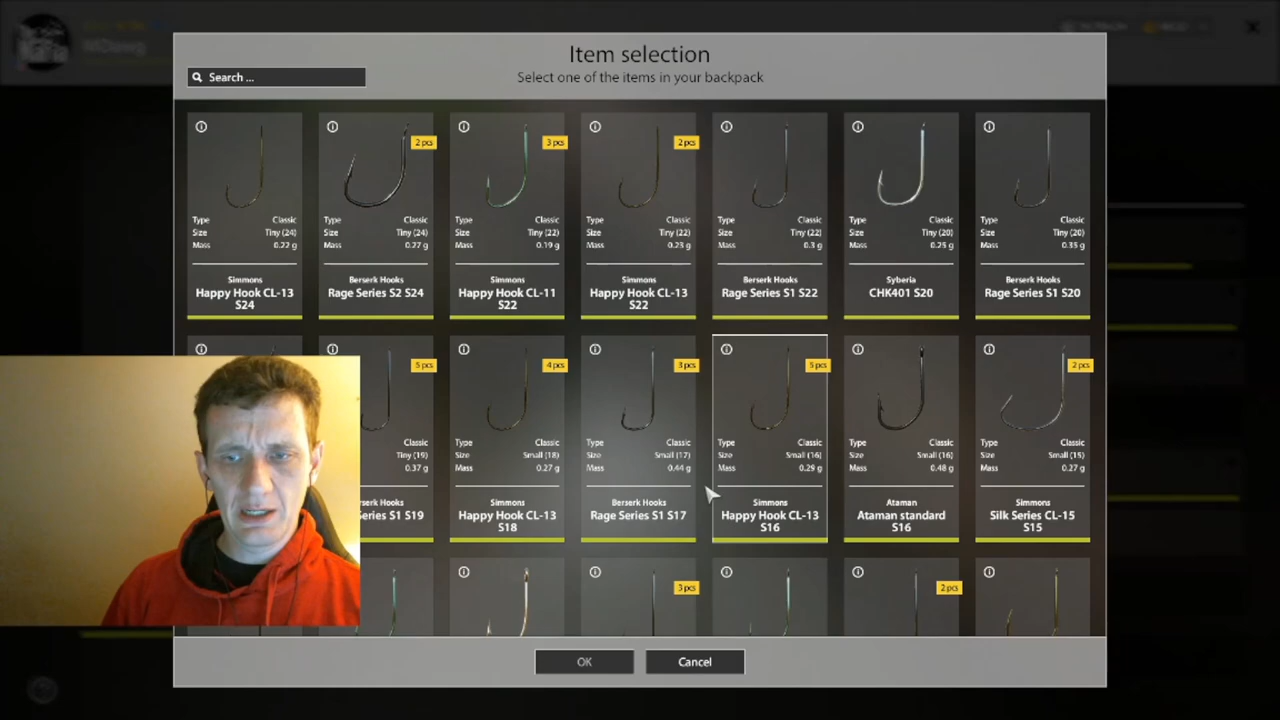 Item selection
Search ...
Select one of the items in your backpack
2 pcs
3 pcs
2 pcs
Type Classic
Size Tiny (24)
Mass 0.22 g
Simmons
Happy Hook CL-13
S24
Type Classic
Size Tiny (24)
Mass 0.27 g
Berserk Hooks
Rage Series S2 S24
Type Classic
Size Tiny (22)
Mass 0.19 g
Simmons
Happy Hook CL-11
S22
Type Classic
Size Tiny (22)
Mass 0.23 g
Simmons
Happy Hook CL-13
S22
Type Classic
Size Tiny (22)
Mass 0.3 g
Berserk Hooks
Rage Series S1 S22
Type Classic
Size Tiny (20)
Mass 0.25 g
Syberia
CHK401 S20
Type Classic
Size Tiny (20)
Mass 0.35 g
Berserk Hooks
Rage Series S1 S20
5 pcs
Classic
Tiny (19)
0.37 g
Hooks
Series S1 S19
4 pcs
Type Classic
Size Small (18)
Mass 0.27 g
Simmons
Happy Hook CL-13
S18
3 pcs
Type Classic
Size Small (17)
Mass 0.44 g
Berserk Hooks
Rage Series S1 S17
5 pcs
Type Classic
Size Small (16)
Mass 0.29 g
Simmons
Happy Hook CL-13
S16
Type Classic
Size Small (16)
Mass 0.48 g
Ataman
Ataman standard
S16
2 pcs
Type Classic
Size Small (15)
Mass 0.27 g
Simmons
Silk Series CL-15
S15
3 pcs
2 pcs
OK
Cancel